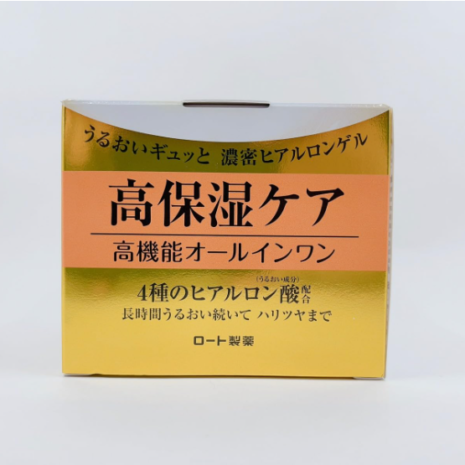 うるおいギュッと 濃密ヒアルロンゲル
高保湿ケア
高機能オールインワン
(うるおい成分)
4種のヒアルロン酸配合
長時間うるおい続いて ハリツヤまで
ロート製薬